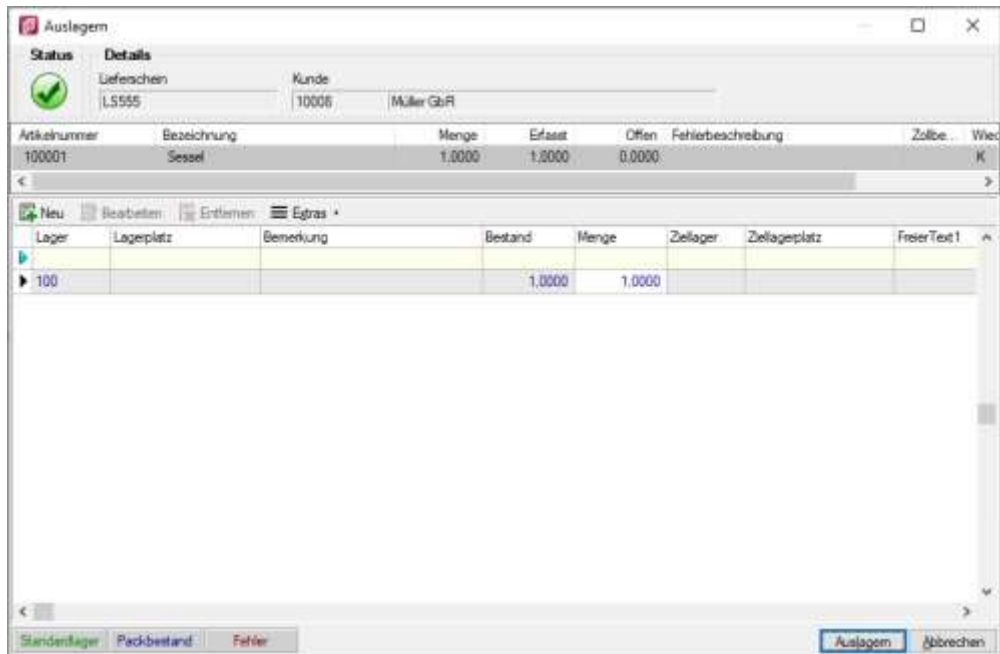 Auslagern
Status Details
Lieferschein Kunde
LS555 10006 Müller GbR
Artikelnummer Bezeichnung Menge Erfasst Offen Fehlerbeschreibung Zollbe... Wied
100001 Sessel 1,0000 1,0000 0,0000 K
Neu Bearbeiten Entfernen Extras
Lager Lagerplatz Bemerkung Bestand Menge Ziellager Ziellagerplatz FreierText1
100 1,0000 1,0000
Standardlager Packbestand Fehler Auslagern Abbrechen